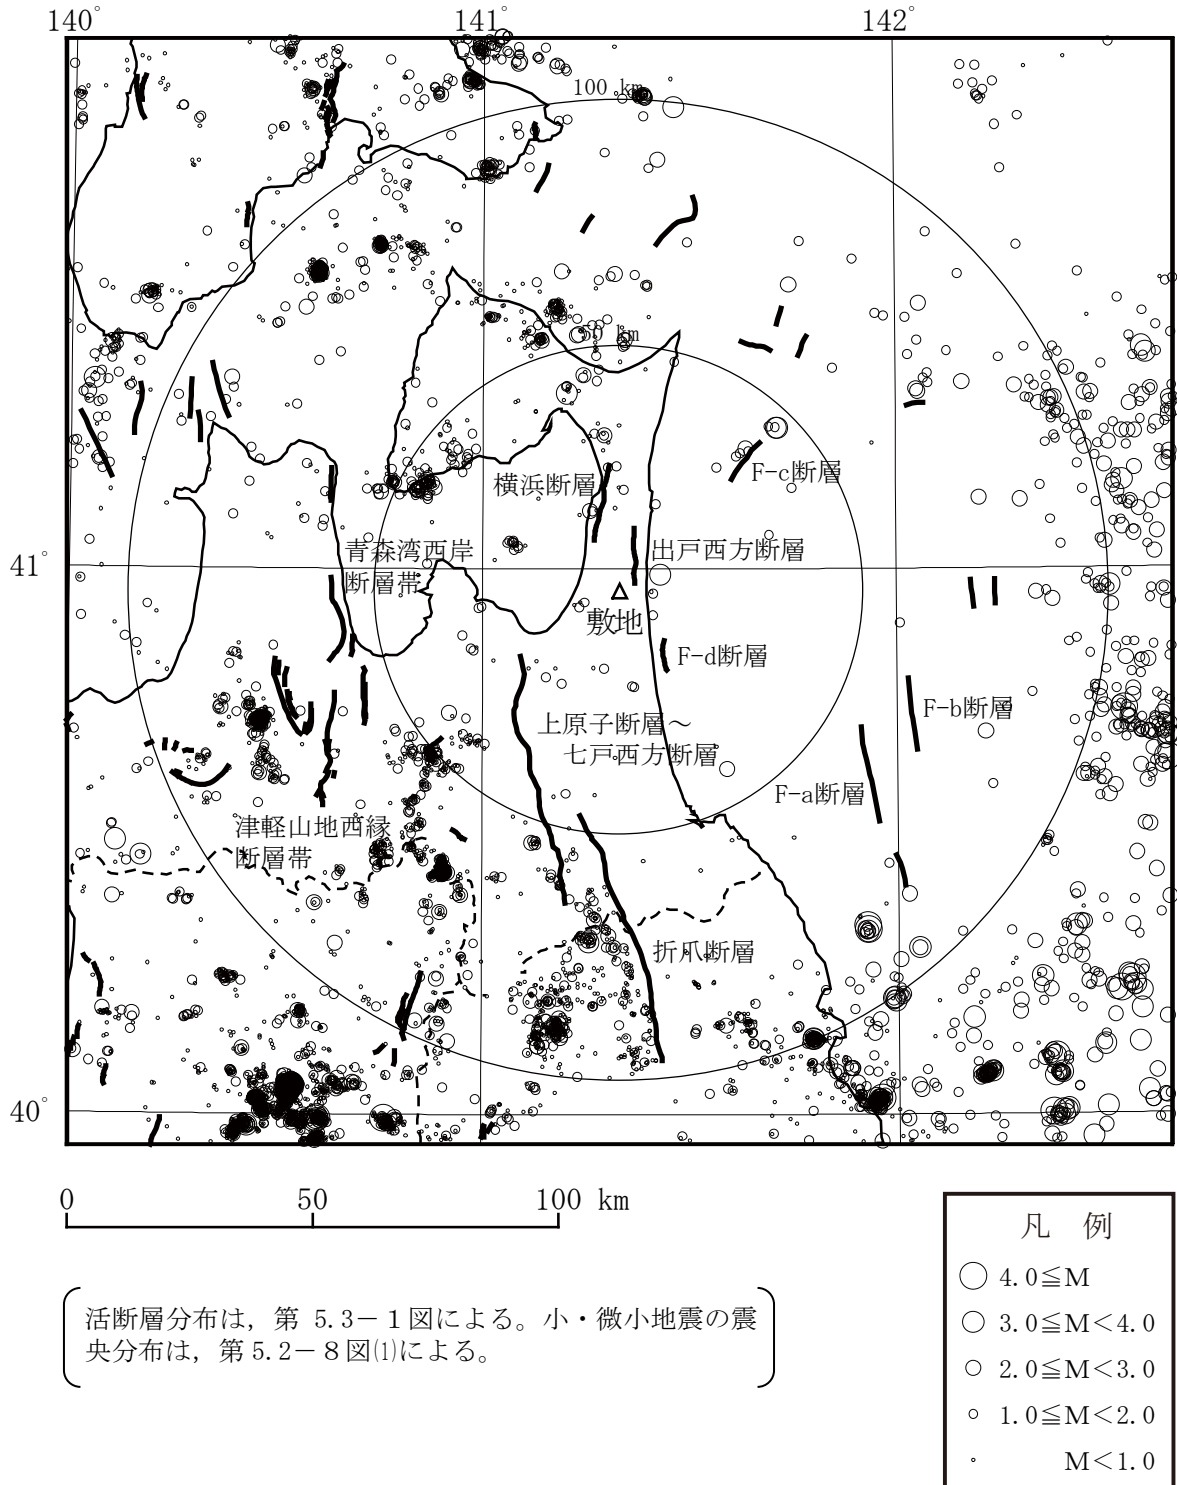 140°
141°
142°
100 km
50 km
F-c断層
横浜断層
青森湾西岸
断層帯
出戸西方断層
41°
敷地
F-d断層
F-b断層
上原子断層～
七戸西方断層
F-a断層
津軽山地西縁
断層帯
折爪断層
40°
0 50 100 km
凡 例
4.0≦M
3.0≦M＜4.0
2.0≦M＜3.0
1.0≦M＜2.0
M＜1.0
活断層分布は，第 5.3－1図による。小・微小地震の震
央分布は，第5.2－8図⑴による。